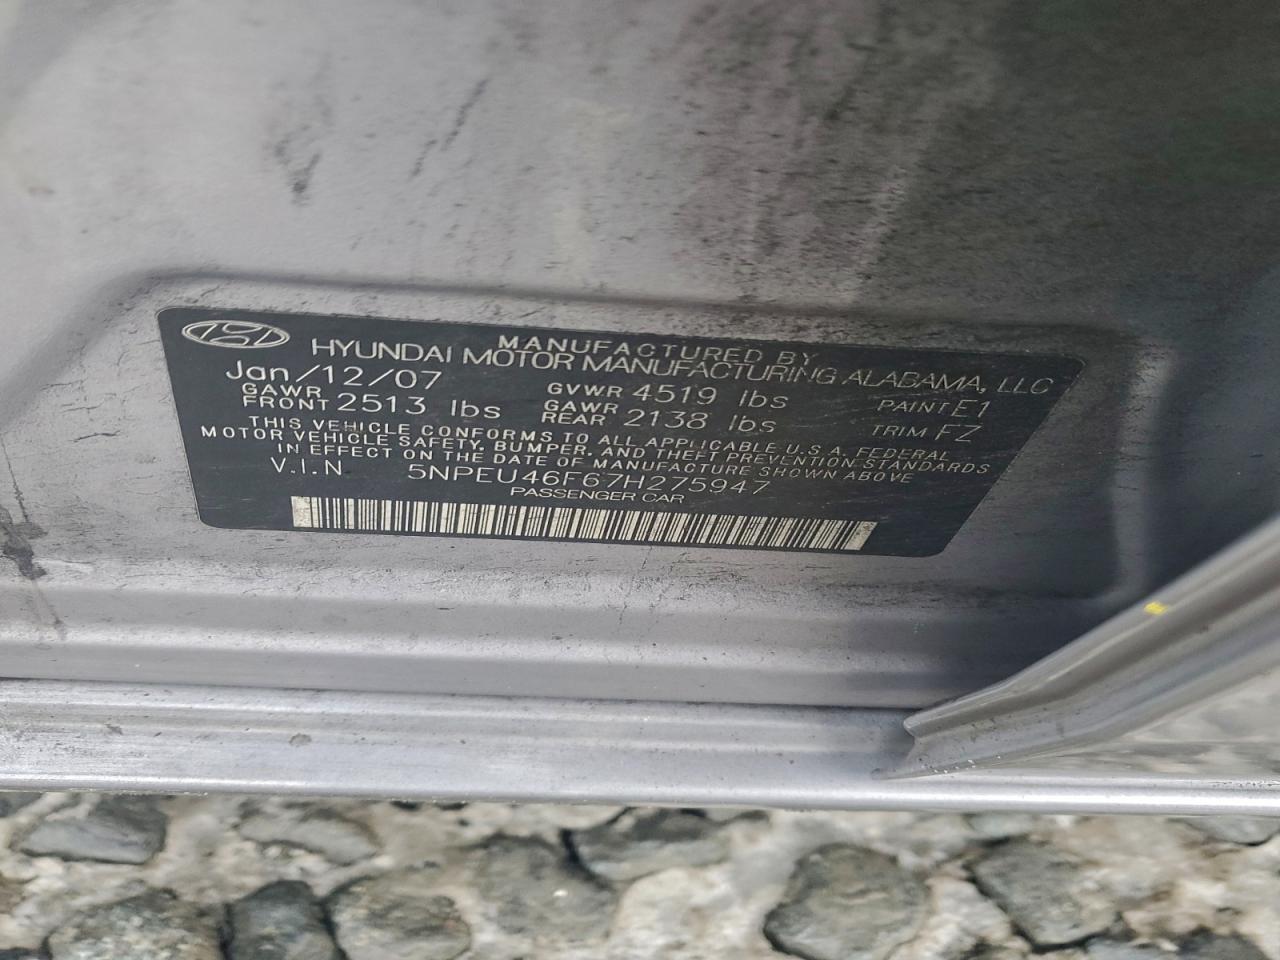 MANUFACTURED BY
HYUNDAI MOTOR MANUFACTURING ALABAMA, LLC
Jan/12/07 GVWR 4519 lbs PAINT E1
GAWR FRONT 2513 lbs GAWR REAR 2138 lbs TRIM FZ
THIS VEHICLE CONFORMS TO ALL APPLICABLE U.S.A. FEDERAL
MOTOR VEHICLE SAFETY, BUMPER, AND THEFT PREVENTION STANDARDS
IN EFFECT ON THE DATE OF MANUFACTURE SHOWN ABOVE
V.I.N 5NPEU46F67H275947
PASSENGER CAR